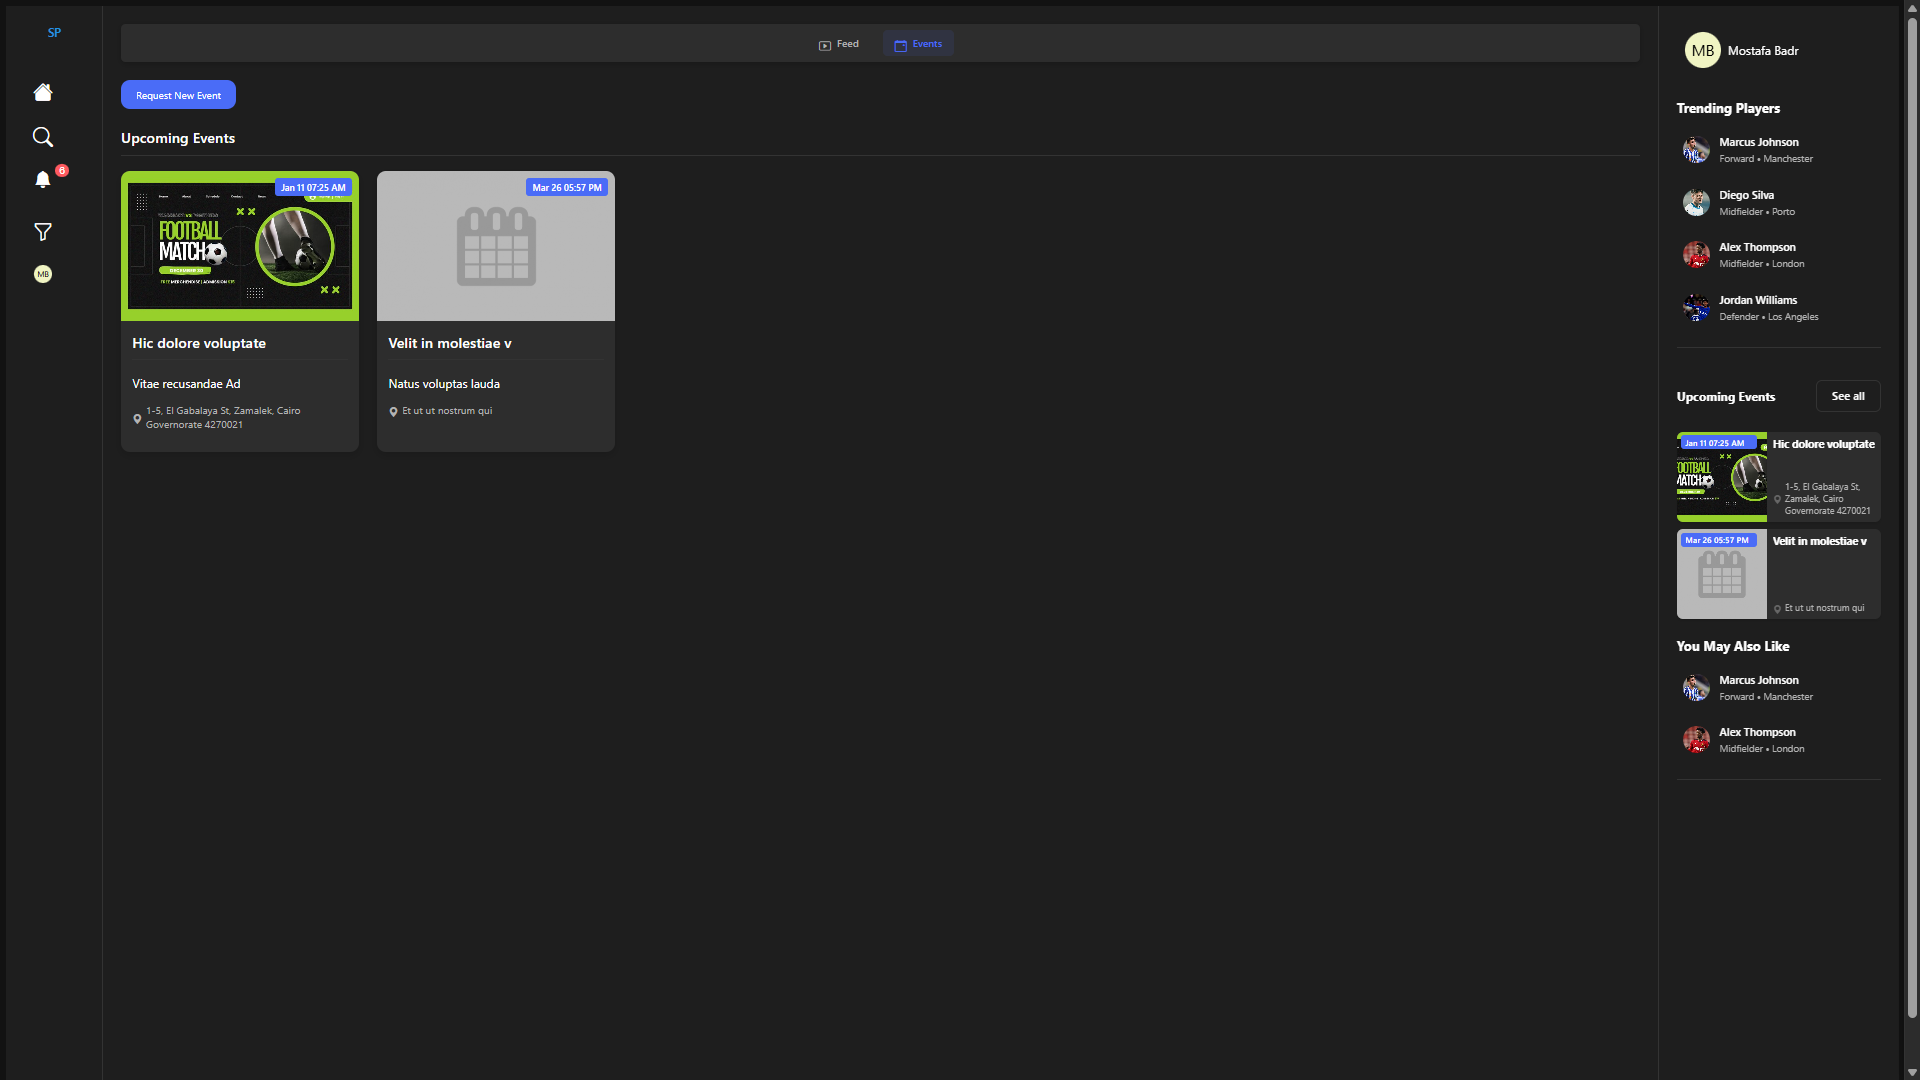 SP
6
MB
Feed
Events
Request New Event
Upcoming Events
Jan 11 07:25 AM
FOOTBALL
MATCH
DECEMBER
FREE MERCHENDISE | ADMISSION
Hic dolore voluptate
Vitae recusandae Ad
1-5, El Gabalaya St, Zamalek, Cairo
Governorate 4270021
Mar 26 05:57 PM
Velit in molestiae v
Natus voluptas lauda
Et ut ut nostrum qui
MB
Mostafa Badr
Trending Players
Marcus Johnson
Forward • Manchester
Diego Silva
Midfielder • Porto
Alex Thompson
Midfielder • London
Jordan Williams
Defender • Los Angeles
Upcoming Events
See all
Jan 11 07:25 AM
OOTBALL
MATCH
Hic dolore voluptate
1-5, El Gabalaya St,
Zamalek, Cairo
Governorate 4270021
Mar 26 05:57 PM
Velit in molestiae v
Et ut ut nostrum qui
You May Also Like
Marcus Johnson
Forward • Manchester
Alex Thompson
Midfielder • London